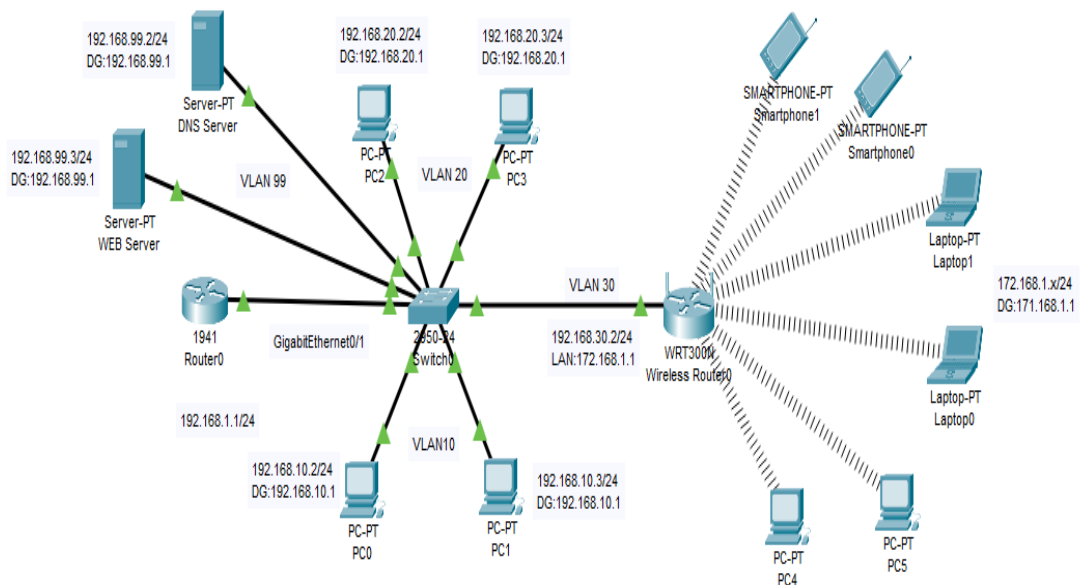 192.168.99.2/24
DG:192.168.99.1
Server-PT
DNS Server
192.168.20.2/24
DG:192.168.20.1
PC-PT
PC2
192.168.20.3/24
DG:192.168.20.1
PC-PT
PC3
SMARTPHONE-PT
Smartphone1
SMARTPHONE-PT
Smartphone0
192.168.99.3/24
DG:192.168.99.1
Server-PT
WEB Server
VLAN 99
VLAN 20
Laptop-PT
Laptop1
172.168.1.x/24
DG:171.168.1.1
1941
Router0
GigabitEthernet0/1
2950-24
Switch0
VLAN 30
192.168.30.2/24
LAN:172.168.1.1
WRT300N
Wireless Router0
Laptop-PT
Laptop0
192.168.1.1/24
VLAN10
192.168.10.2/24
DG:192.168.10.1
PC-PT
PC0
PC-PT
PC1
192.168.10.3/24
DG:192.168.10.1
PC-PT
PC4
PC-PT
PC5